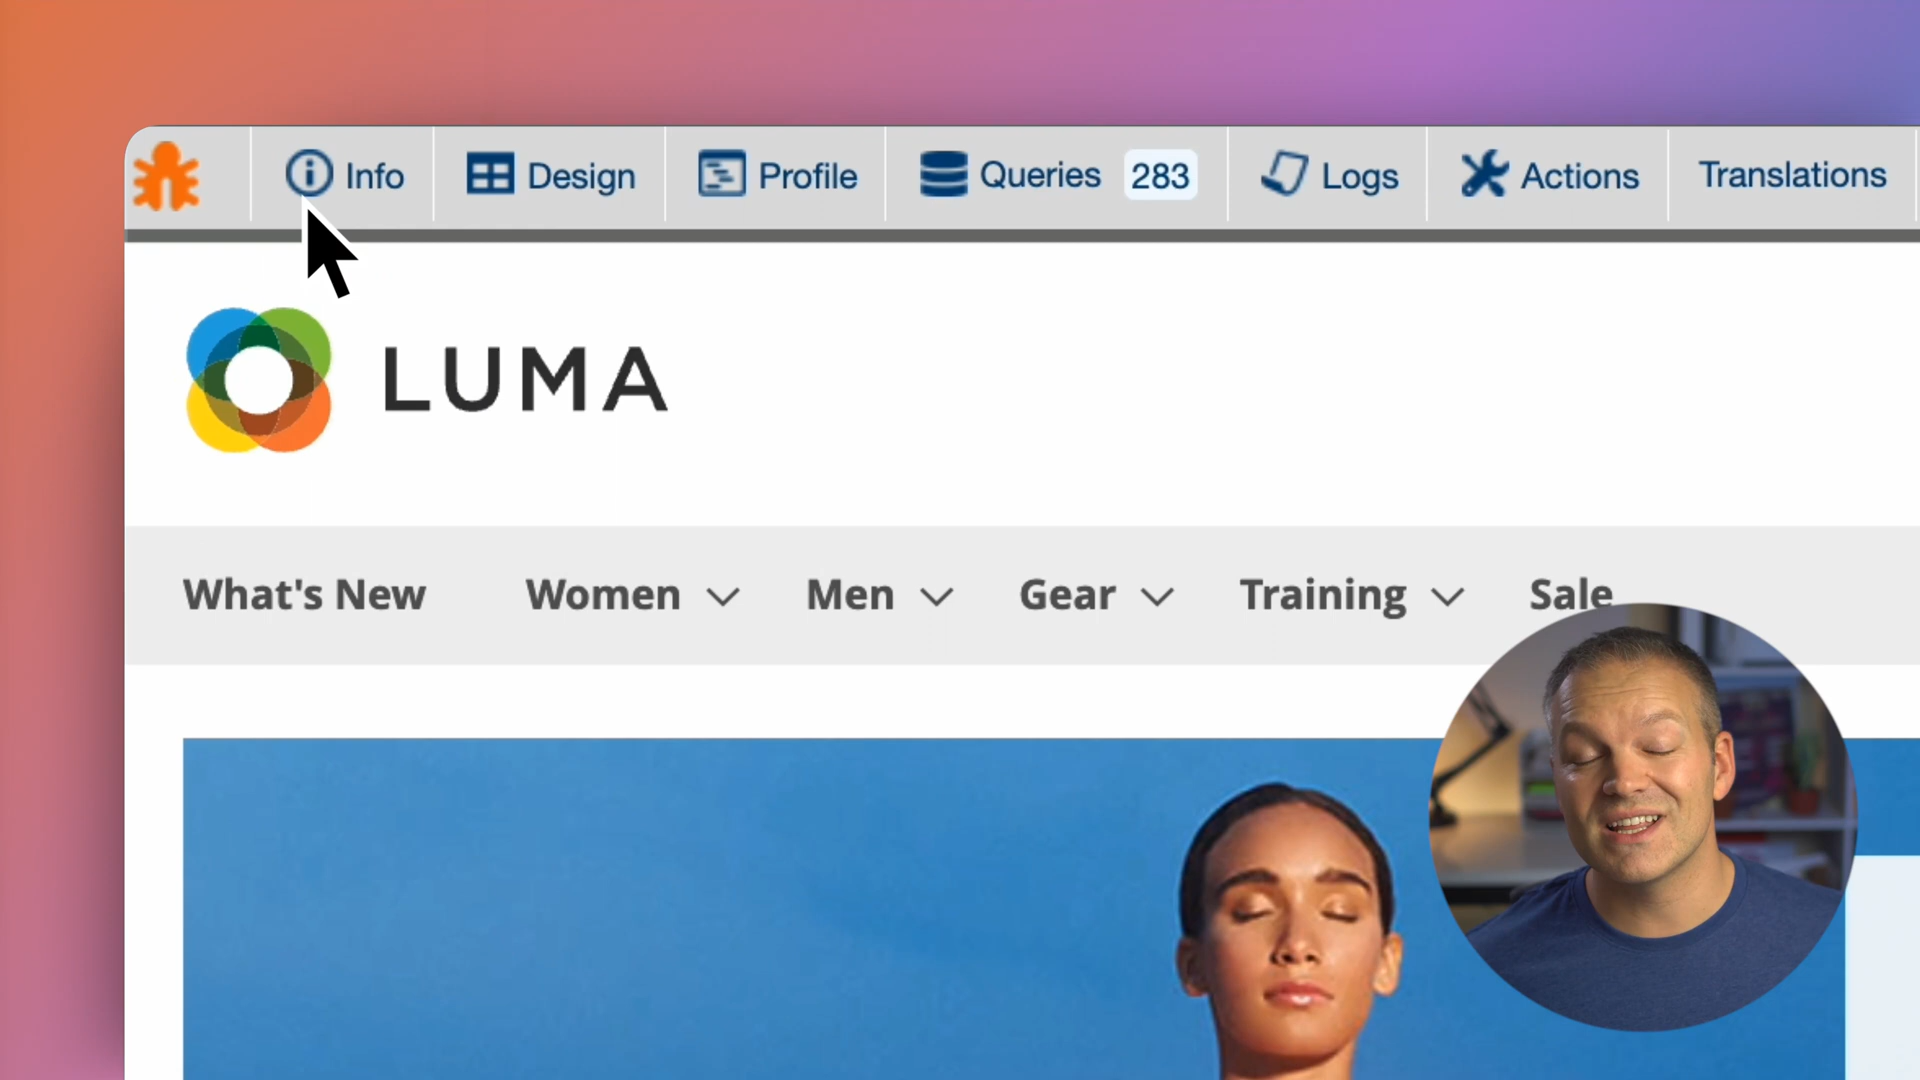 Info Design Profile Queries 283 Logs Actions Translations
LUMA
What's New Women Men Gear Training Sale